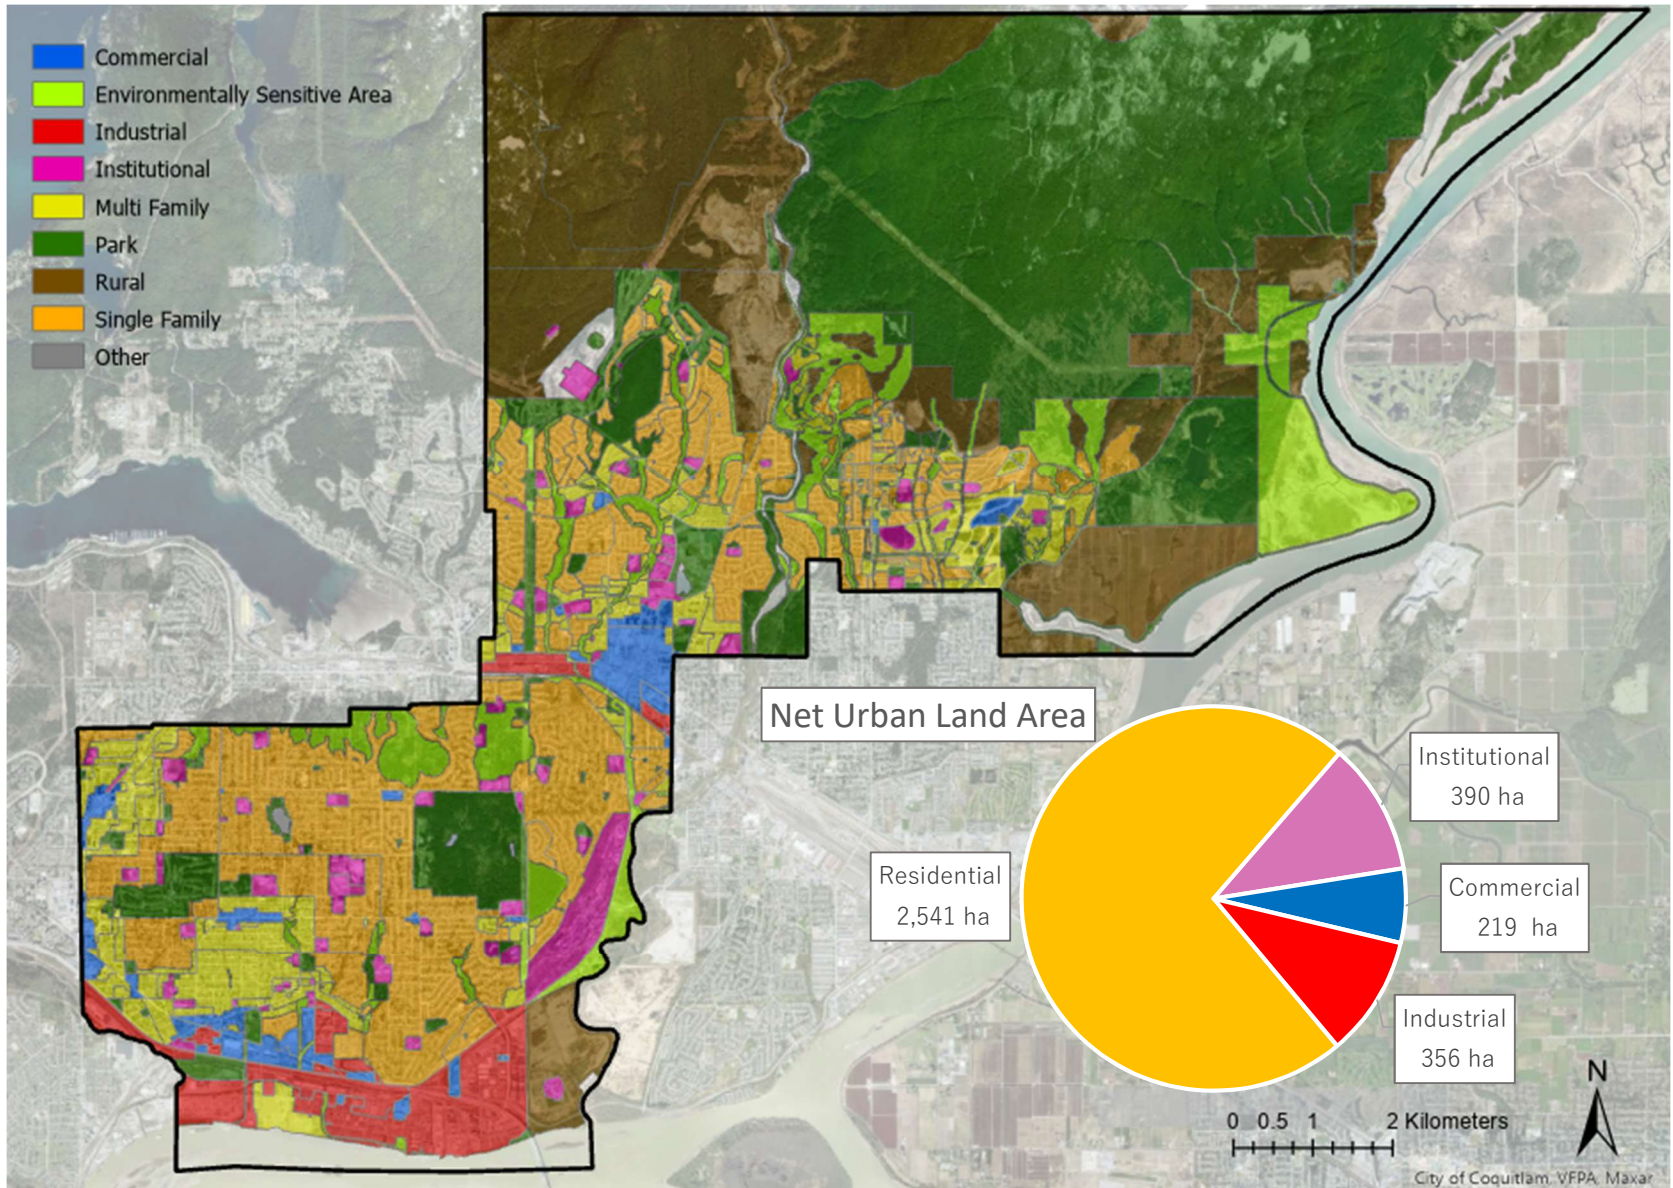 Commercial
Environmentally Sensitive Area
Industrial
Institutional
Multi Family
Park
Rural
Single Family
Other
Net Urban Land Area
Institutional
390 ha
Residential
2,541 ha
Commercial
219 ha
Industrial
356 ha
N
0 0.5 1 2 Kilometers
City of Coquitlam, VFPA, Maxar